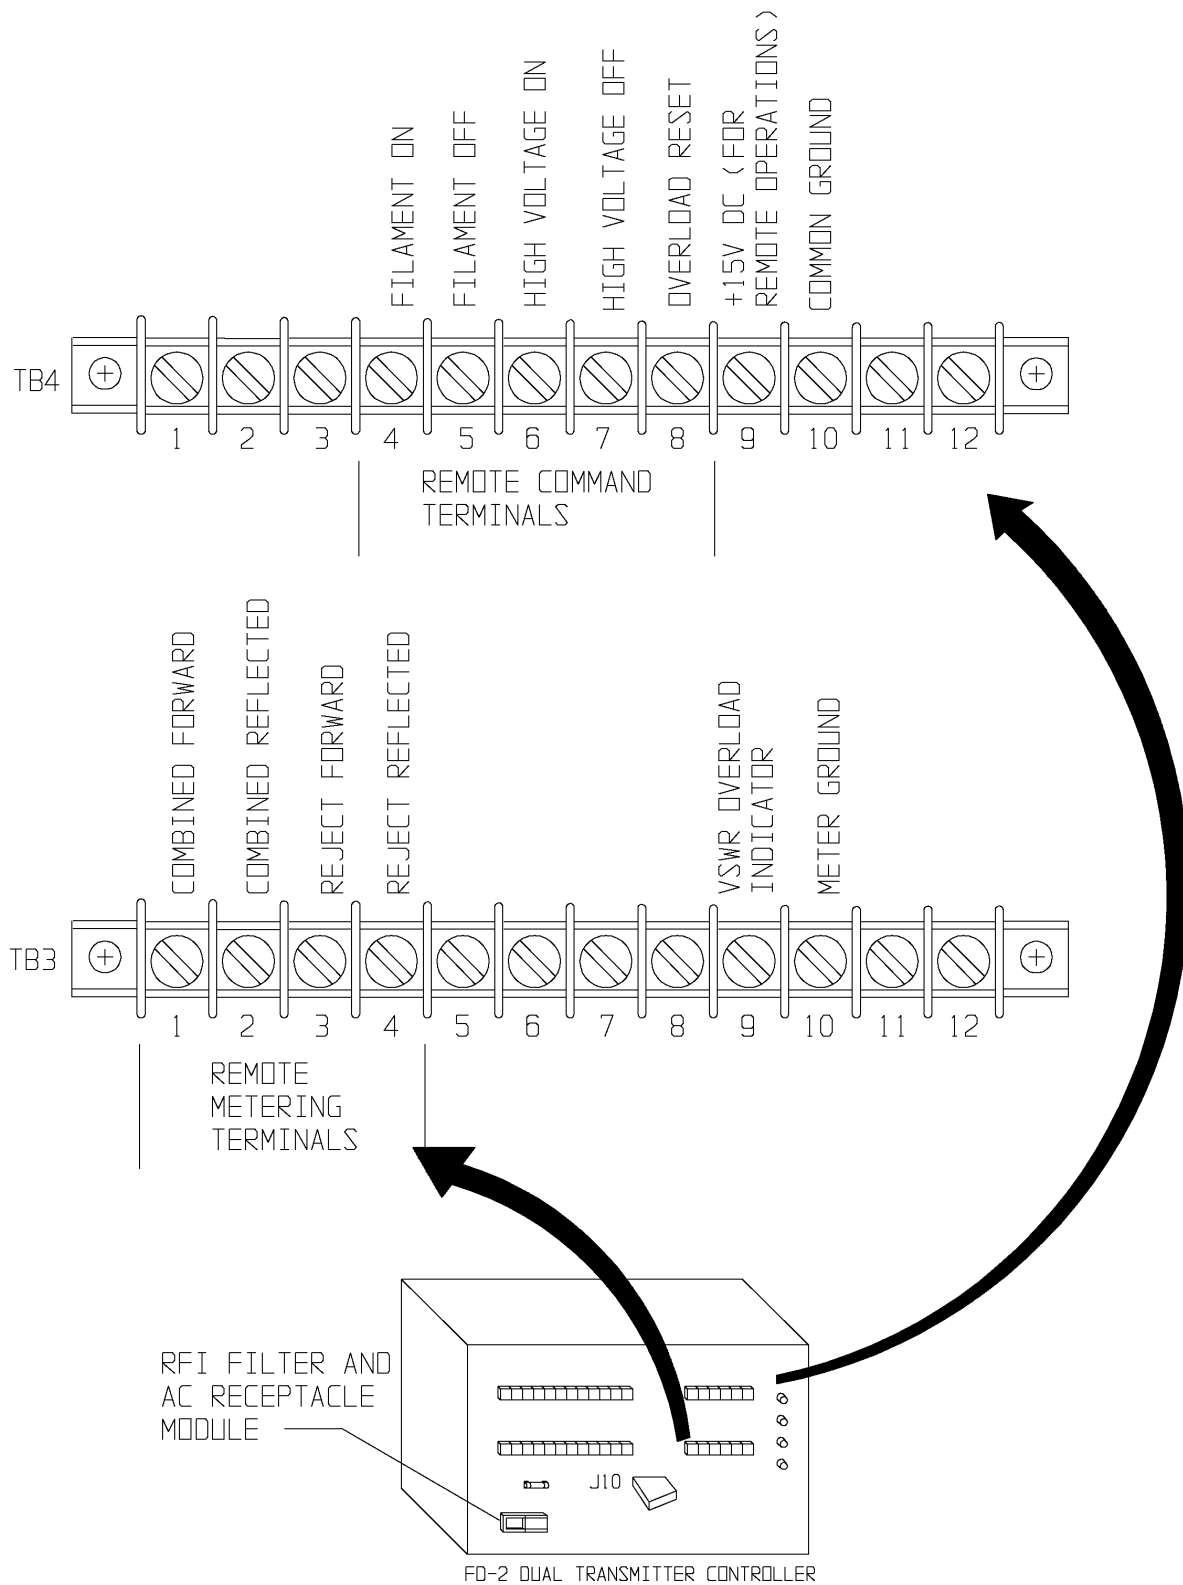 FILAMENT ON
FILAMENT OFF
HIGH VOLTAGE ON
HIGH VOLTAGE OFF
OVERLOAD RESET
+15V DC (FOR
REMOTE OPERATIONS)
COMMON GROUND
TB4
1 2 3 4 5 6 7 8 9 10 11 12
REMOTE COMMAND
TERMINALS
COMBINED FORWARD
COMBINED REFLECTED
REJECT FORWARD
REJECT REFLECTED
VSWR OVERLOAD
INDICATOR
METER GROUND
TB3
1 2 3 4 5 6 7 8 9 10 11 12
REMOTE
METERING
TERMINALS
RFI FILTER AND
AC RECEPTACLE
MODULE
J10
FD-2 DUAL TRANSMITTER CONTROLLER